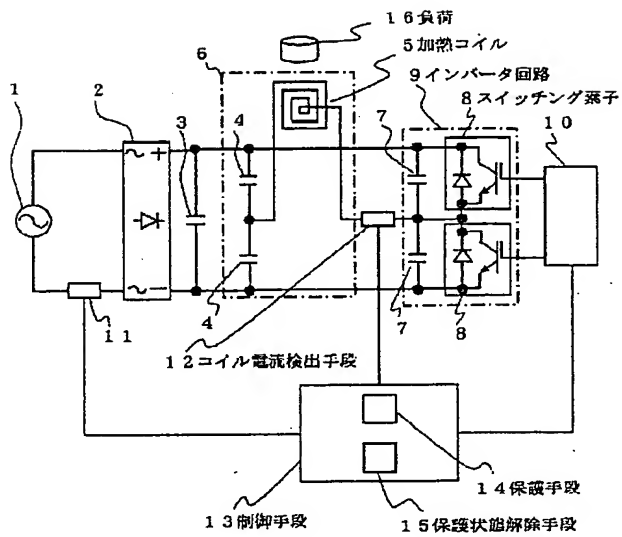 16負荷
5加熱コイル
6
9インバータ回路
8スイッチング素子
1
2
3
4
7
10
~ +
~ −
4
7
8
11
12コイル電流検出手段
14保護手段
13制御手段
15保護状態解除手段